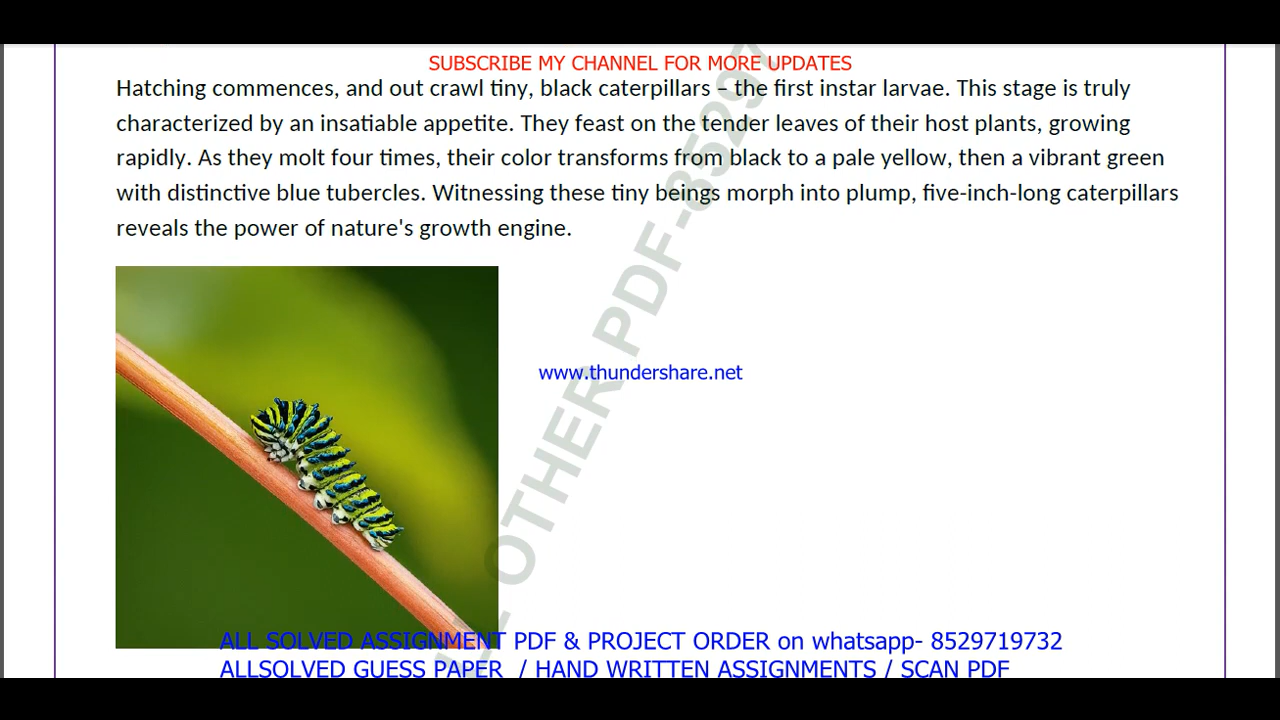 SUBSCRIBE MY CHANNEL FOR MORE UPDATES
Hatching commences, and out crawl tiny, black caterpillars – the first instar larvae. This stage is truly
characterized by an insatiable appetite. They feast on the tender leaves of their host plants, growing
rapidly. As they molt four times, their color transforms from black to a pale yellow, then a vibrant green
with distinctive blue tubercles. Witnessing these tiny beings morph into plump, five-inch-long caterpillars
reveals the power of nature's growth engine.
www.thundershare.net
OTHER PDF-85297
ALL SOLVED ASSIGNMENT PDF & PROJECT ORDER on whatsapp- 8529719732
ALLSOLVED GUESS PAPER / HAND WRITTEN ASSIGNMENTS / SCAN PDF